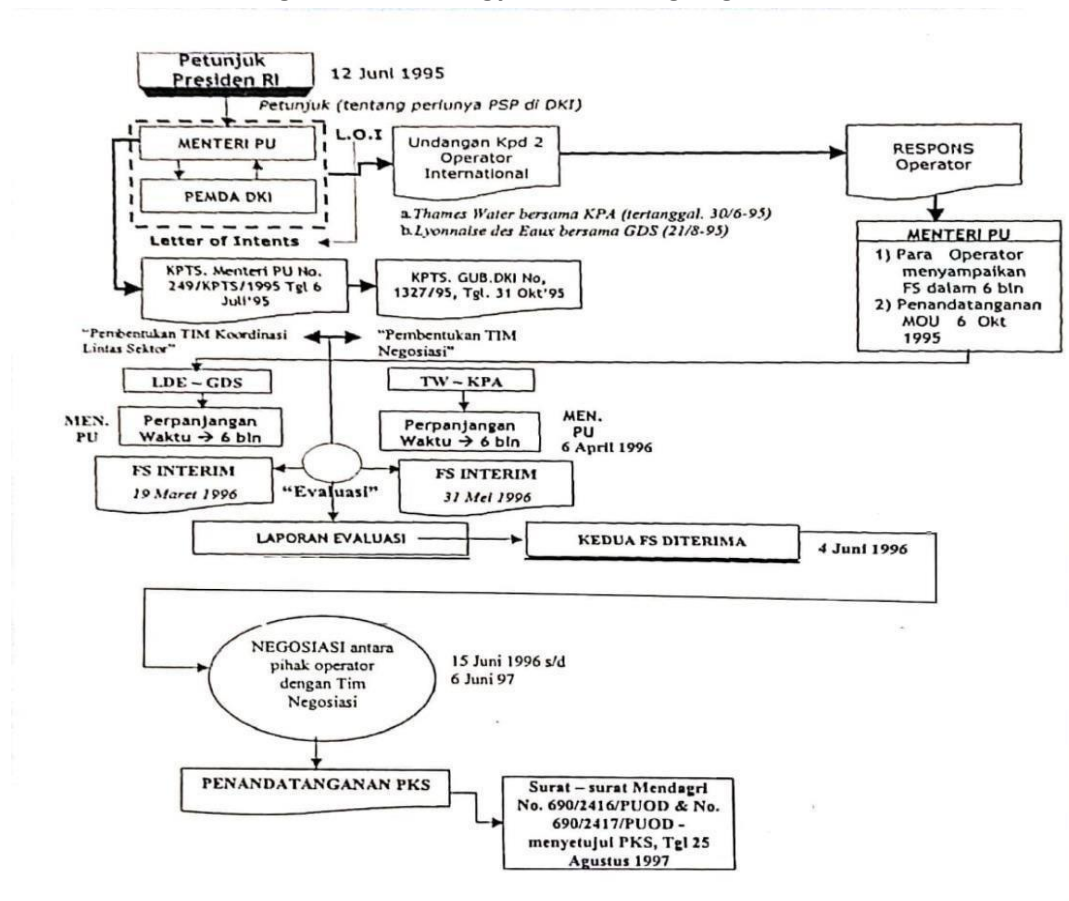 Petunjuk
Presiden RI
12 Juni 1995
Petunjuk (tentang perlunya PSP di DKI)
MENTERI PU
PEMDA DKI
L.O.I
Undangan Kpd 2
Operator
International
RESPONS
Operator
a.Thames Water bersama KPA (tertanggal. 30/6-95)
b.Lyonnaise des Eaux bersama GDS (21/8-95)
Letter of Intents
MENTERI PU
1) Para Operator
menyampaikan
FS dalam 6 bln
2) Penandatanganan
MOU 6 Okt
1995
KPTS. Menteri PU No.
249/KPTS/1995 Tgl 6
Juli'95
KPTS. GUB.DKI No,
1327/95, Tgl. 31 Okt'95
"Pembentukan TIM Koordinasi
Lintas Sektor"
"Pembentukan TIM
Negosiasi"
LDE – GDS
TW – KPA
MEN.
PU
Perpanjangan
Waktu → 6 bln
Perpanjangan
Waktu → 6 bln
MEN.
PU
6 April 1996
FS INTERIM
19 Maret 1996
"Evaluasi"
FS INTERIM
31 Mei 1996
LAPORAN EVALUASI
KEDUA FS DITERIMA
4 Juni 1996
NEGOSIASI antara
pihak operator
dengan Tim
Negosiasi
15 Juni 1996 s/d
6 Juni 97
PENANDATANGANAN PKS
Surat – surat Mendagri
No. 690/2416/PUOD & No.
690/2417/PUOD -
menyetujui PKS, Tgl 25
Agustus 1997